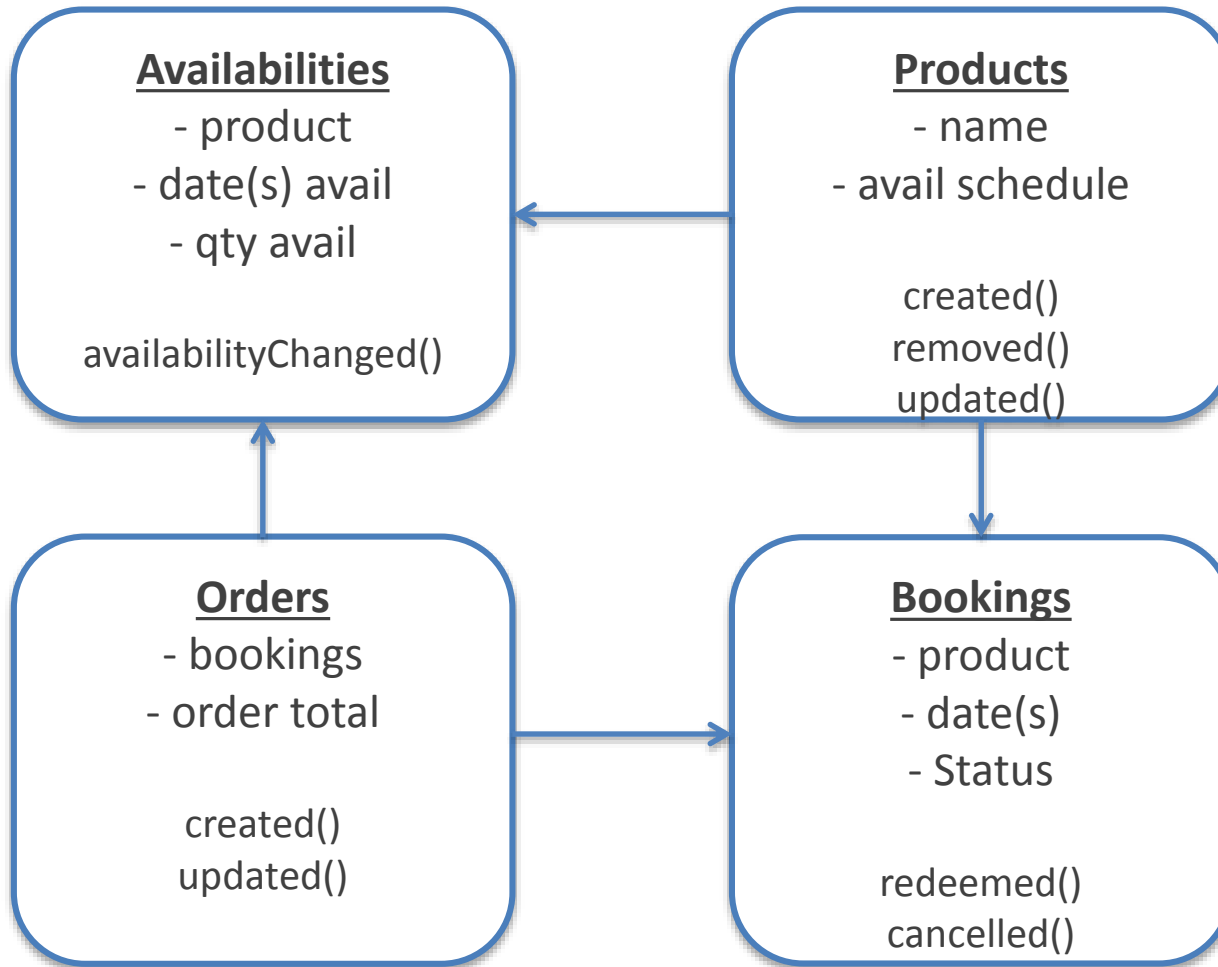 Availabilities
- product
- date(s) avail
- qty avail
availabilityChanged()
Products
- name
- avail schedule
created()
removed()
updated()
Orders
- bookings
- order total
created()
updated()
Bookings
- product
- date(s)
- Status
redeemed()
cancelled()